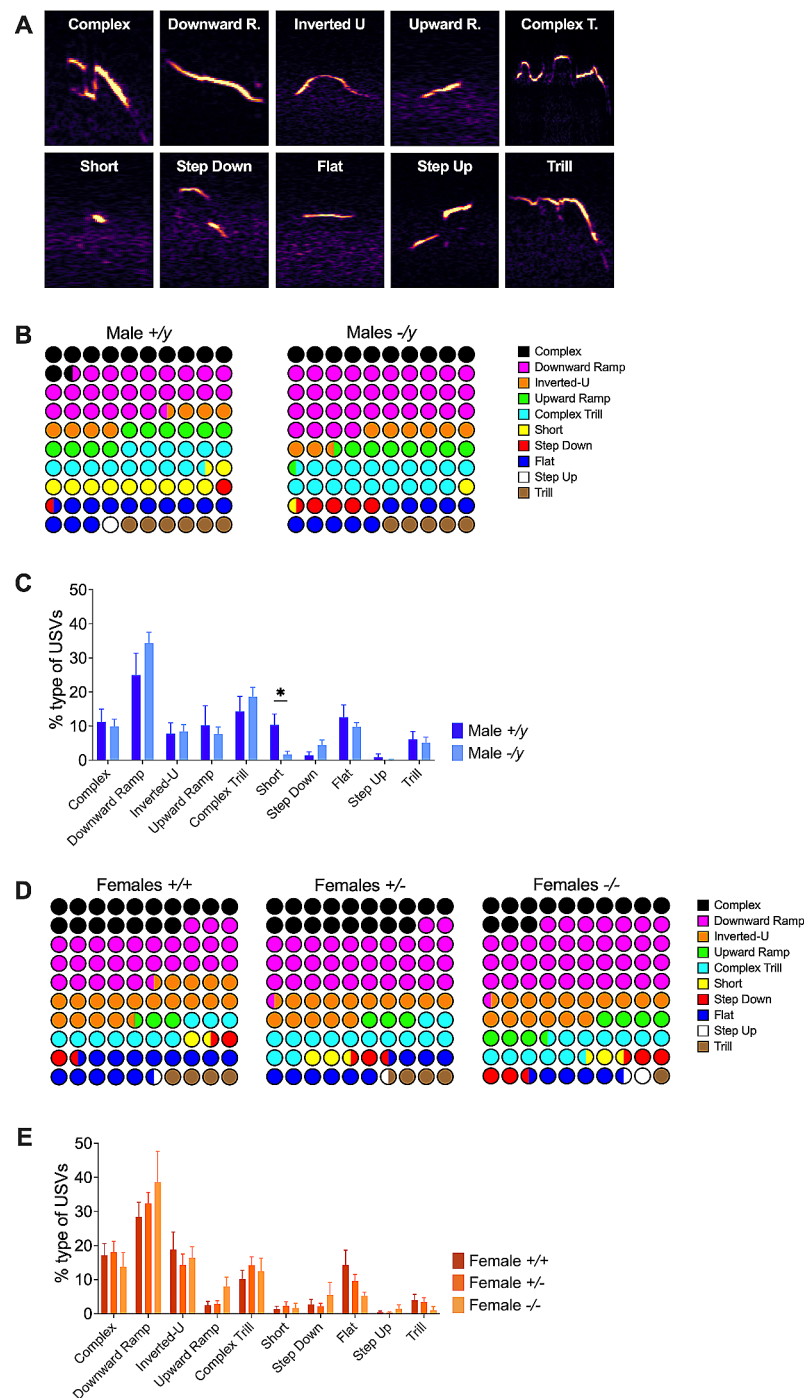 A
Complex
Downward R.
Inverted U
Upward R.
Complex T.
Short
Step Down
Flat
Step Up
Trill
B
Male +/y
Males -/y
Complex
Downward Ramp
Inverted-U
Upward Ramp
Complex Trill
Short
Step Down
Flat
Step Up
Trill
C
% type of USVs
50
40
30
20
10
0
*
Complex
Downward Ramp
Inverted-U
Upward Ramp
Complex Trill
Short
Step Down
Flat
Step Up
Trill
Male +/y
Male -/y
D
Females +/+
Females +/-
Females -/-
Complex
Downward Ramp
Inverted-U
Upward Ramp
Complex Trill
Short
Step Down
Flat
Step Up
Trill
E
% type of USVs
50
40
30
20
10
0
Complex
Downward Ramp
Inverted-U
Upward Ramp
Complex Trill
Short
Step Down
Flat
Step Up
Trill
Female +/+
Female +/-
Female -/-